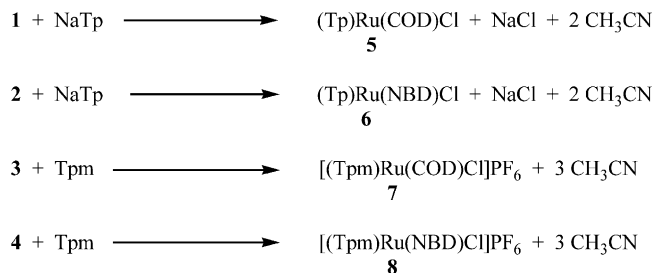 1 + NaTp (Tp)Ru(COD)Cl + NaCl + 2 CH₃CN
5
2 + NaTp (Tp)Ru(NBD)Cl + NaCl + 2 CH₃CN
6
3 + Tpm [(Tpm)Ru(COD)Cl]PF₆ + 3 CH₃CN
7
4 + Tpm [(Tpm)Ru(NBD)Cl]PF₆ + 3 CH₃CN
8